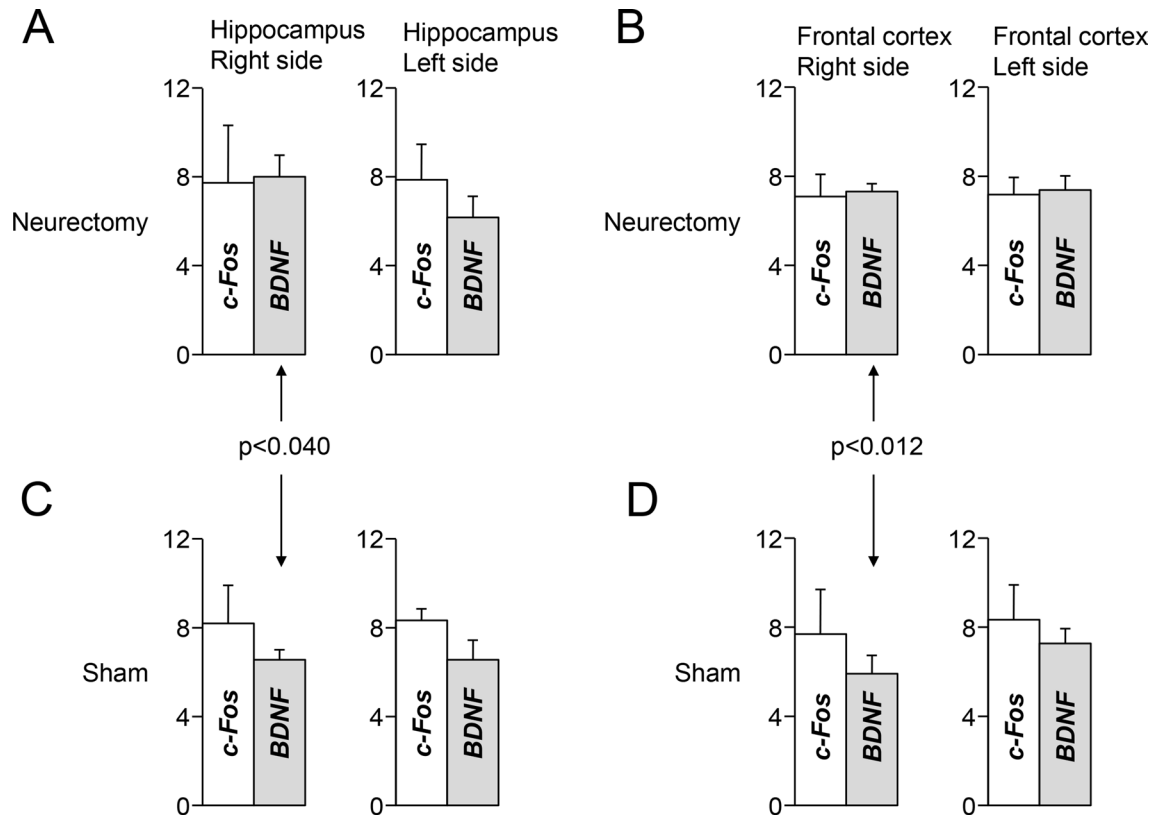 A
Hippocampus
Right side
Hippocampus
Left side
B
Frontal cortex
Right side
Frontal cortex
Left side
Neurectomy
12
8
4
0
c-Fos
BDNF
12
8
4
0
c-Fos
BDNF
Neurectomy
12
8
4
0
c-Fos
BDNF
12
8
4
0
c-Fos
BDNF
p<0.040
p<0.012
C
D
Sham
12
8
4
0
c-Fos
BDNF
12
8
4
0
c-Fos
BDNF
Sham
12
8
4
0
c-Fos
BDNF
12
8
4
0
c-Fos
BDNF